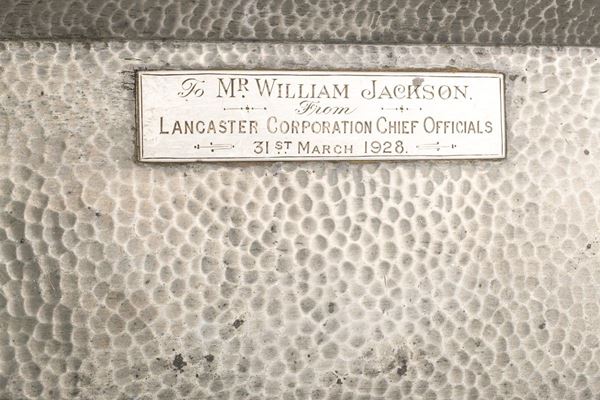 To MR. WILLIAM JACKSON.
From
LANCASTER CORPORATION CHIEF OFFICIALS
31ST MARCH 1928.